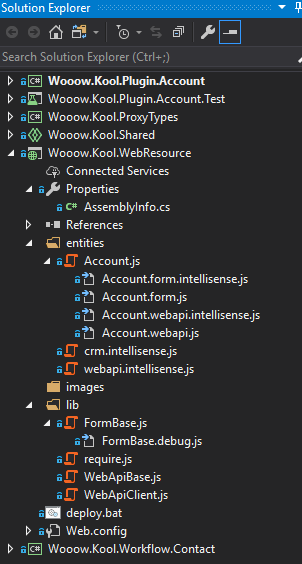 Solution Explorer
Search Solution Explorer (Ctrl+;)
Wooow.Kool.Plugin.Account
Wooow.Kool.Plugin.Account.Test
Wooow.Kool.ProxyTypes
Wooow.Kool.Shared
Wooow.Kool.WebResource
Connected Services
Properties
C# AssemblyInfo.cs
References
entities
Account.js
Account.form.intellisense.js
Account.form.js
Account.webapi.intellisense.js
Account.webapi.js
crm.intellisense.js
webapi.intellisense.js
images
lib
FormBase.js
FormBase.debug.js
require.js
WebApiBase.js
WebApiClient.js
deploy.bat
Web.config
Wooow.Kool.Workflow.Contact